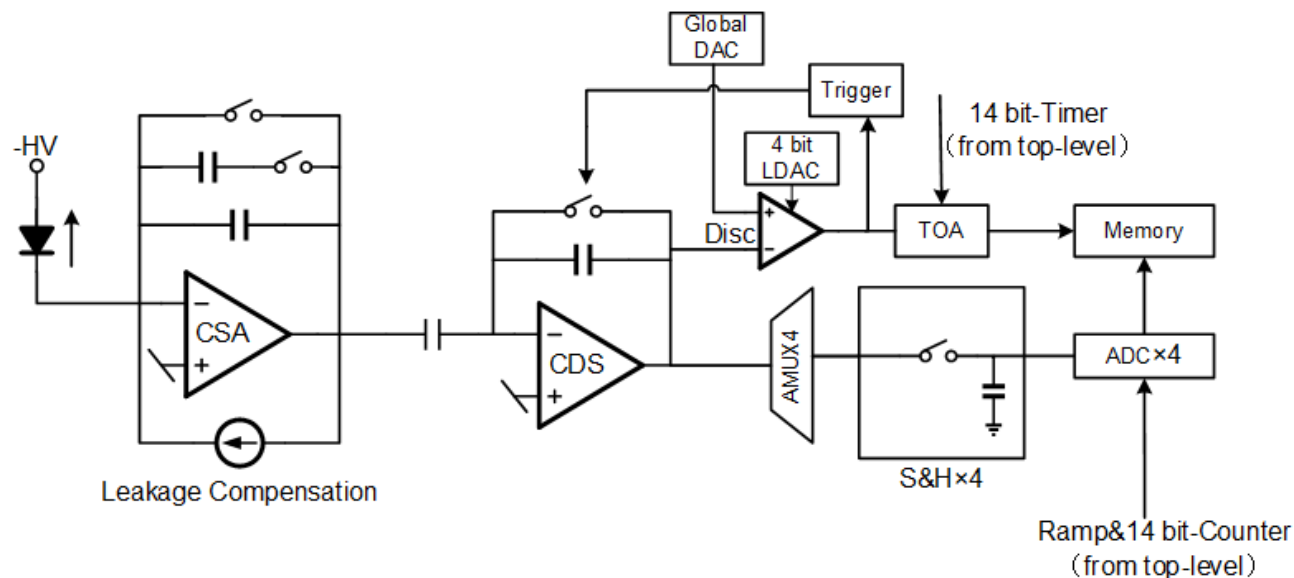 Global
DAC
Trigger
14 bit-Timer
（from top-level）
-HV
4 bit
LDAC
+
Disc
−
TOA
Memory
−
CSA
+
−
CDS
+
AMUX4
ADC×4
S&H×4
Leakage Compensation
Ramp&14 bit-Counter
（from top-level）